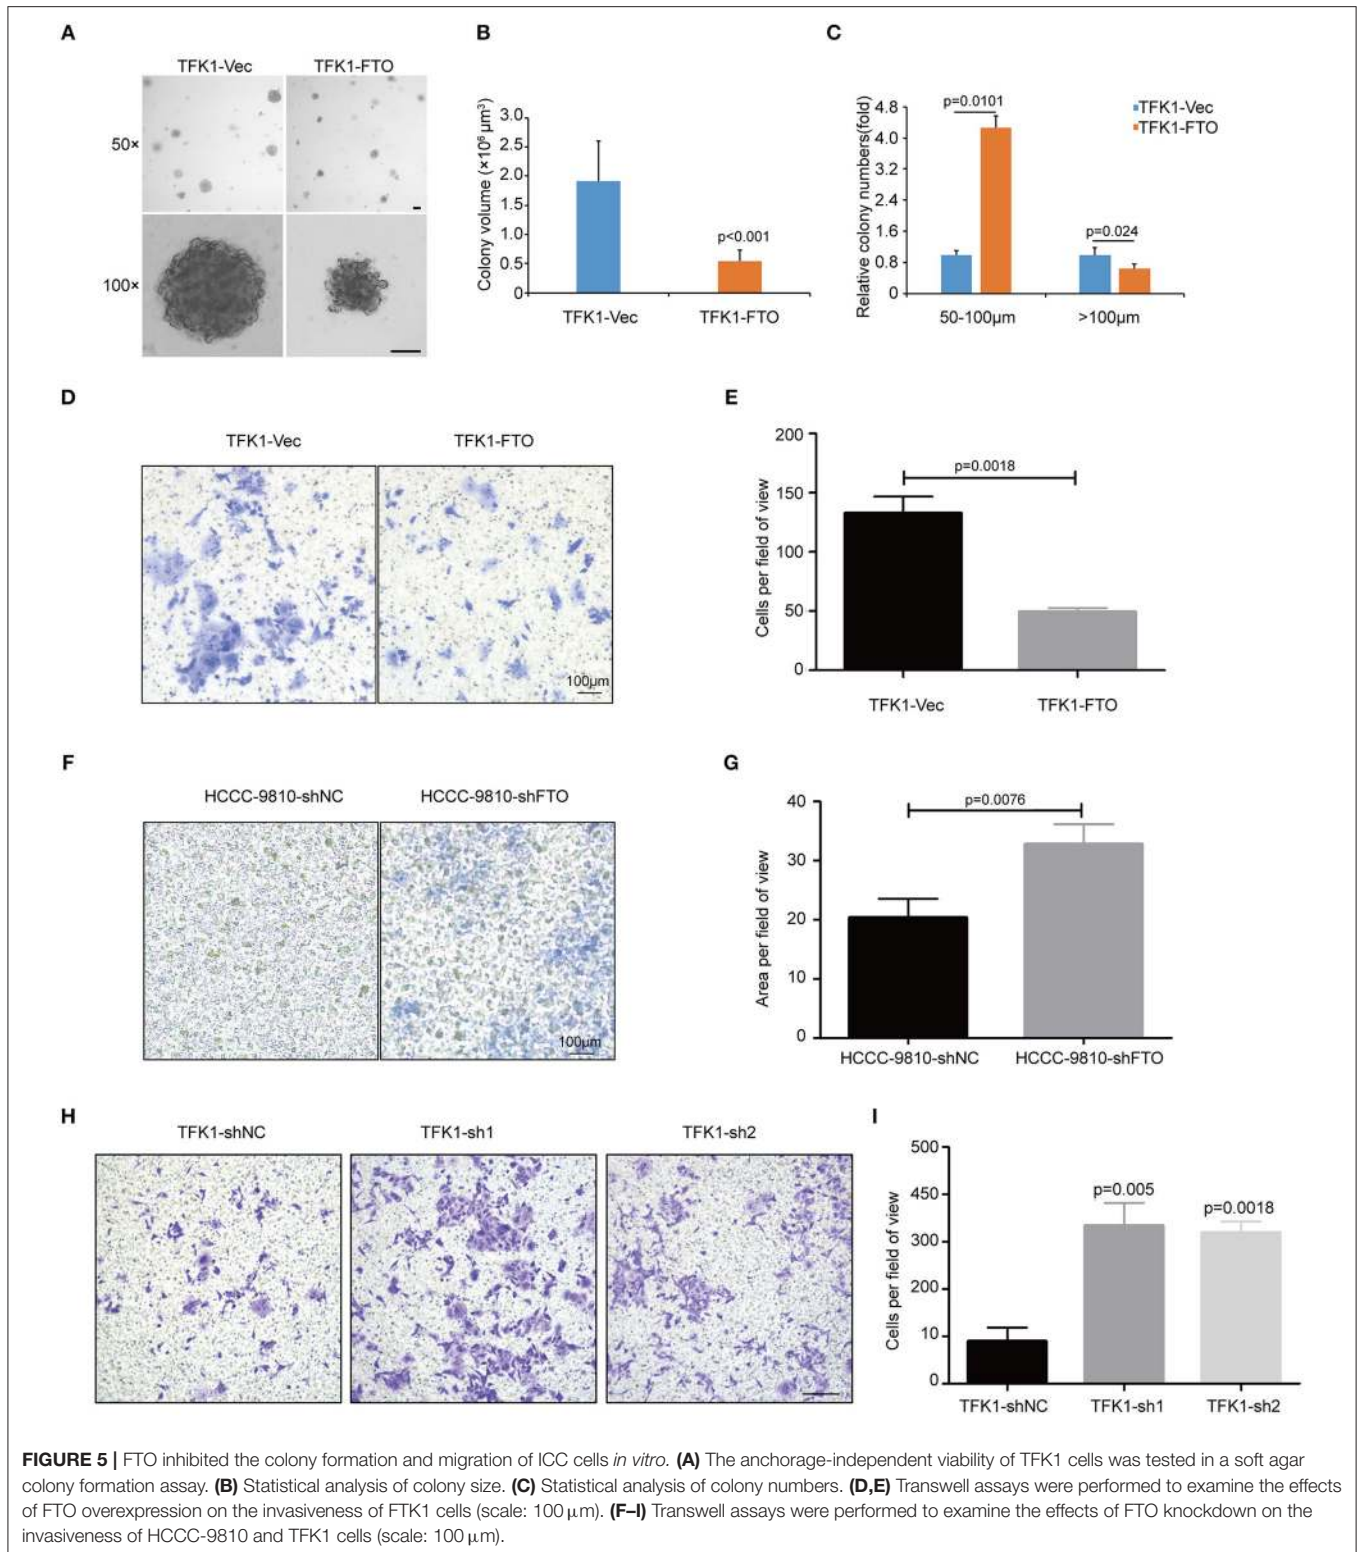 A
TFK1-Vec
TFK1-FTO
50×
100×
B
Colony volume (×10⁶ µm³)
3.0
2.5
2.0
1.5
1.0
0.5
0
p<0.001
TFK1-Vec
TFK1-FTO
C
Relative colony numbers(fold)
4.8
4.0
3.2
2.4
1.6
0.8
0
p=0.0101
p=0.024
TFK1-Vec
TFK1-FTO
50-100µm
>100µm
D
TFK1-Vec
TFK1-FTO
100µm
E
Cells per field of view
200
150
100
50
0
p=0.0018
TFK1-Vec
TFK1-FTO
F
HCCC-9810-shNC
HCCC-9810-shFTO
100µm
G
Area per field of view
40
30
20
10
0
p=0.0076
HCCC-9810-shNC
HCCC-9810-shFTO
H
TFK1-shNC
TFK1-sh1
TFK1-sh2
I
Cells per field of view
500
450
300
200
10
0
p=0.005
p=0.0018
TFK1-shNC
TFK1-sh1
TFK1-sh2
FIGURE 5 | FTO inhibited the colony formation and migration of ICC cells in vitro. (A) The anchorage-independent viability of TFK1 cells was tested in a soft agar
colony formation assay. (B) Statistical analysis of colony size. (C) Statistical analysis of colony numbers. (D,E) Transwell assays were performed to examine the effects
of FTO overexpression on the invasiveness of FTK1 cells (scale: 100 µm). (F–I) Transwell assays were performed to examine the effects of FTO knockdown on the
invasiveness of HCCC-9810 and TFK1 cells (scale: 100 µm).